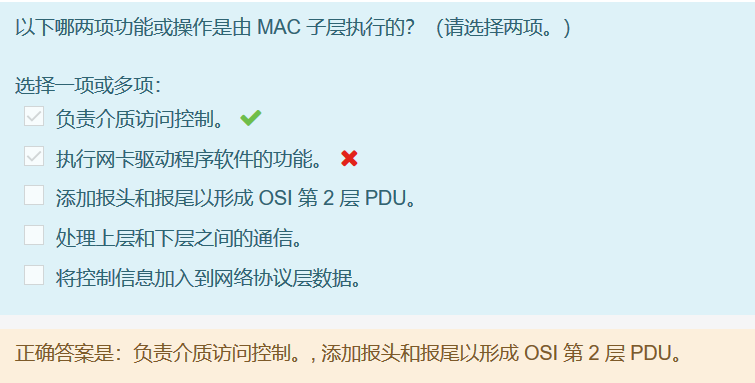 以下哪两项功能或操作是由 MAC 子层执行的？（请选择两项。）
选择一项或多项：
负责介质访问控制。
执行网卡驱动程序软件的功能。
添加报头和报尾以形成 OSI 第 2 层 PDU。
处理上层和下层之间的通信。
将控制信息加入到网络协议层数据。
正确答案是：负责介质访问控制。, 添加报头和报尾以形成 OSI 第 2 层 PDU。